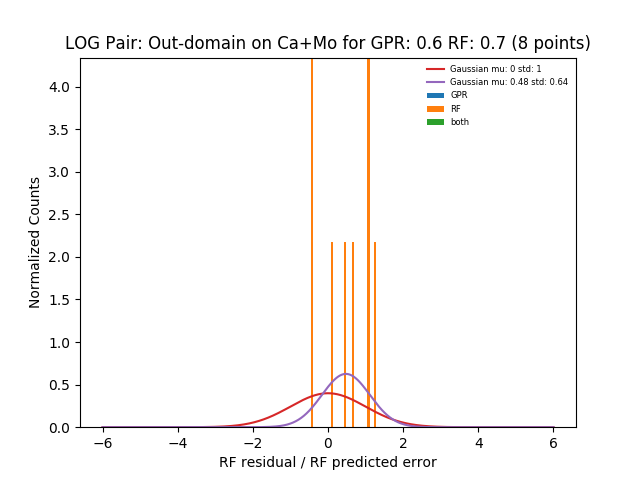 LOG Pair: Out-domain on Ca+Mo for GPR: 0.6 RF: 0.7 (8 points)
Gaussian mu: 0 std: 1
Gaussian mu: 0.48 std: 0.64
GPR
RF
both
4.0
3.5
3.0
2.5
2.0
1.5
1.0
0.5
0.0
Normalized Counts
−6 −4 −2 0 2 4 6
RF residual / RF predicted error